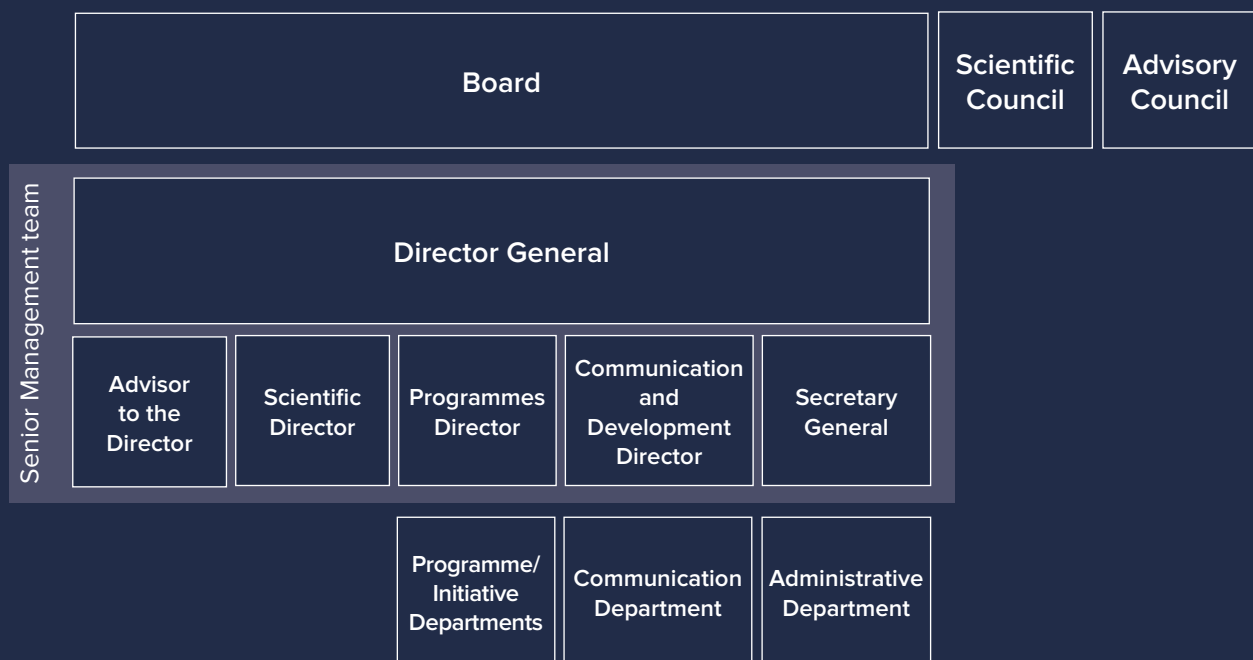 Board
Scientific
Council
Advisory
Council
Senior Management team
Director General
Advisor
to the
Director
Scientific
Director
Programmes
Director
Communication
and
Development
Director
Secretary
General
Programme/
Initiative
Departments
Communication
Department
Administrative
Department